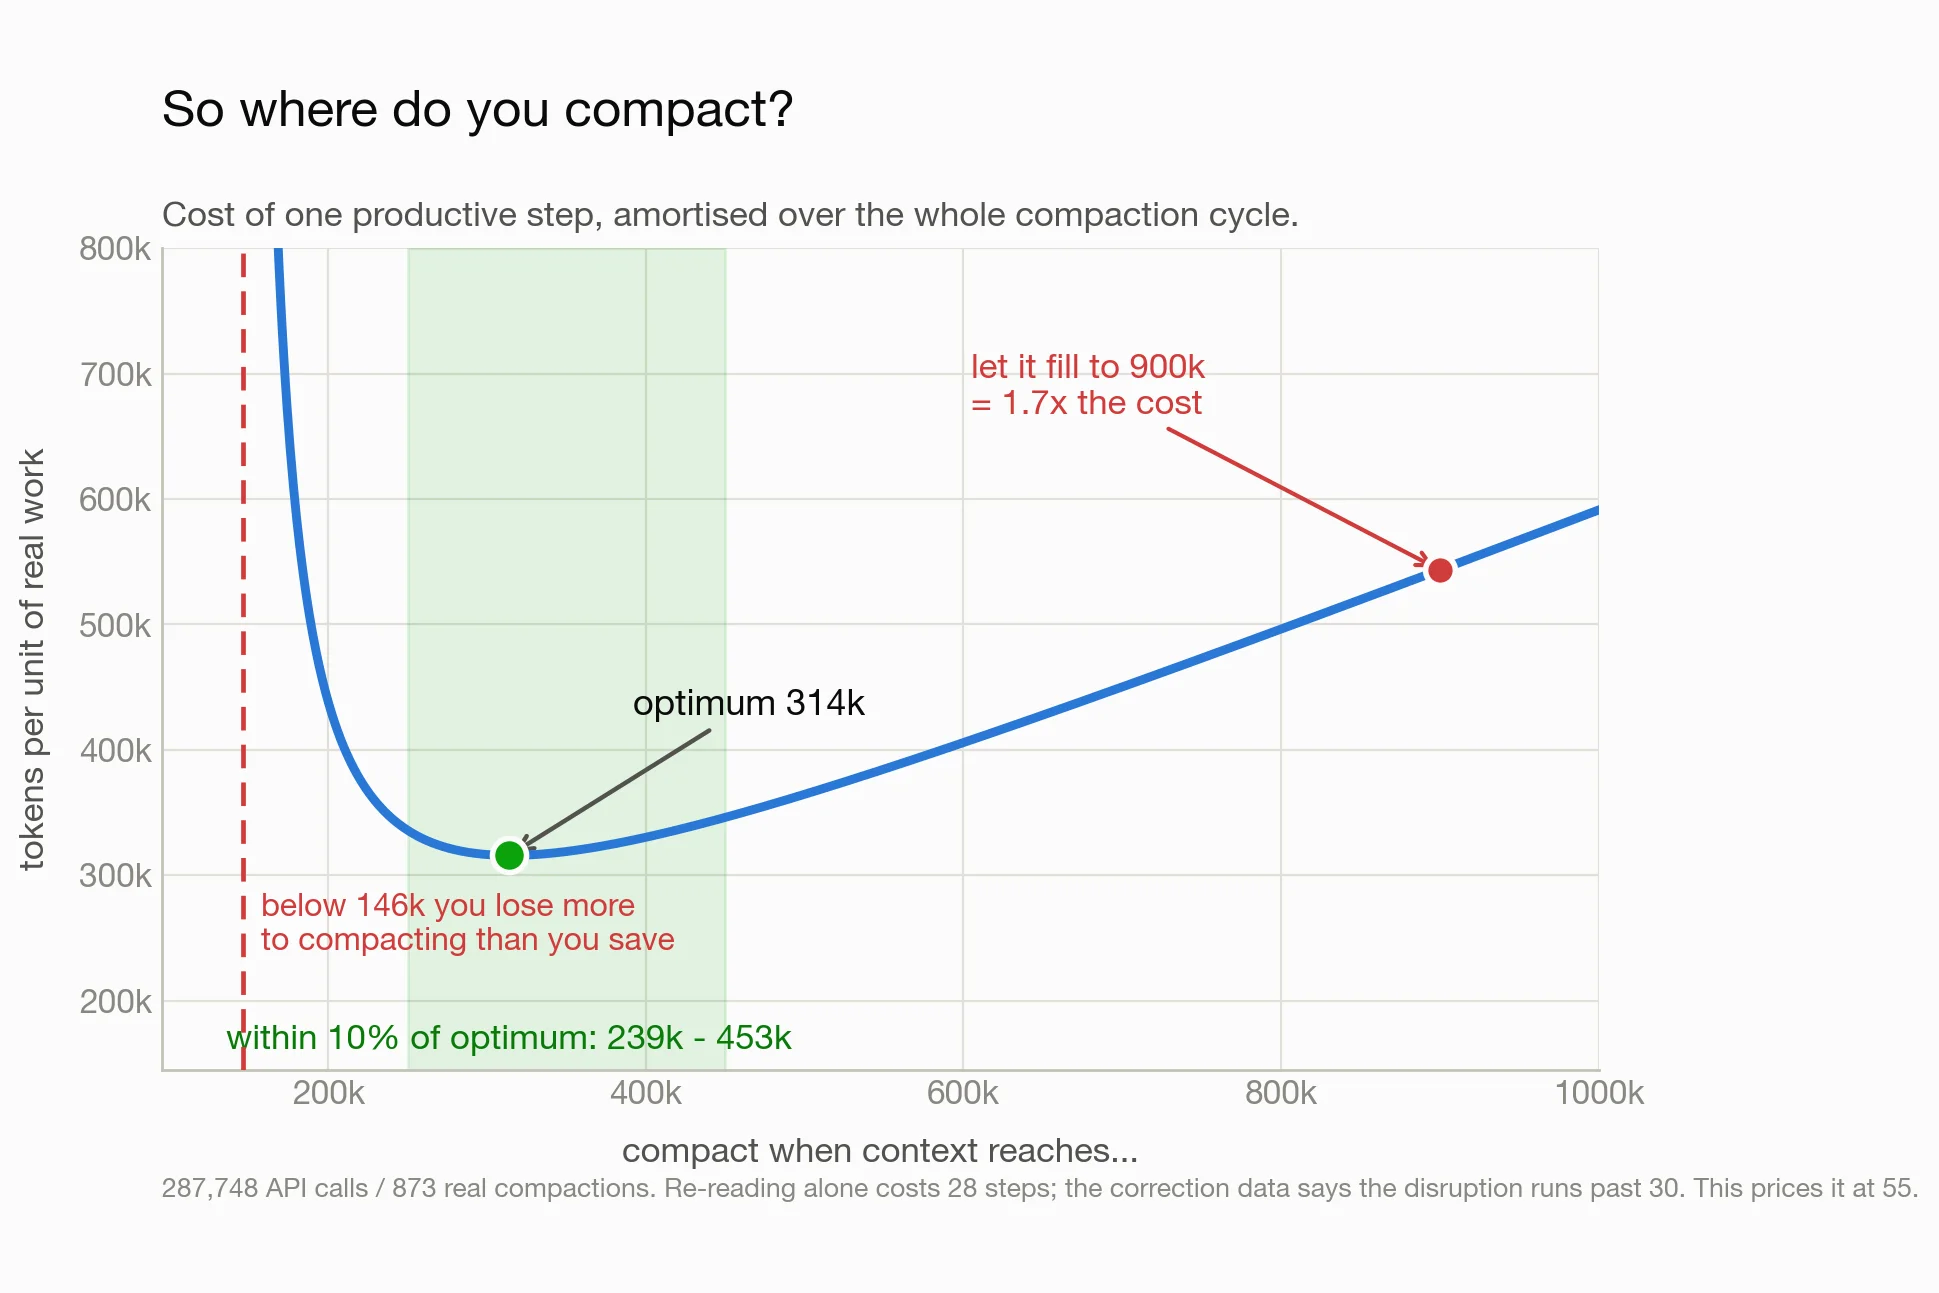 So where do you compact?
Cost of one productive step, amortised over the whole compaction cycle.
800k
700k
600k
500k
400k
300k
200k
tokens per unit of real work
let it fill to 900k
= 1.7x the cost
optimum 314k
below 146k you lose more
to compacting than you save
within 10% of optimum: 239k - 453k
200k
400k
600k
800k
1000k
compact when context reaches...
287,748 API calls / 873 real compactions. Re-reading alone costs 28 steps; the correction data says the disruption runs past 30. This prices it at 55.